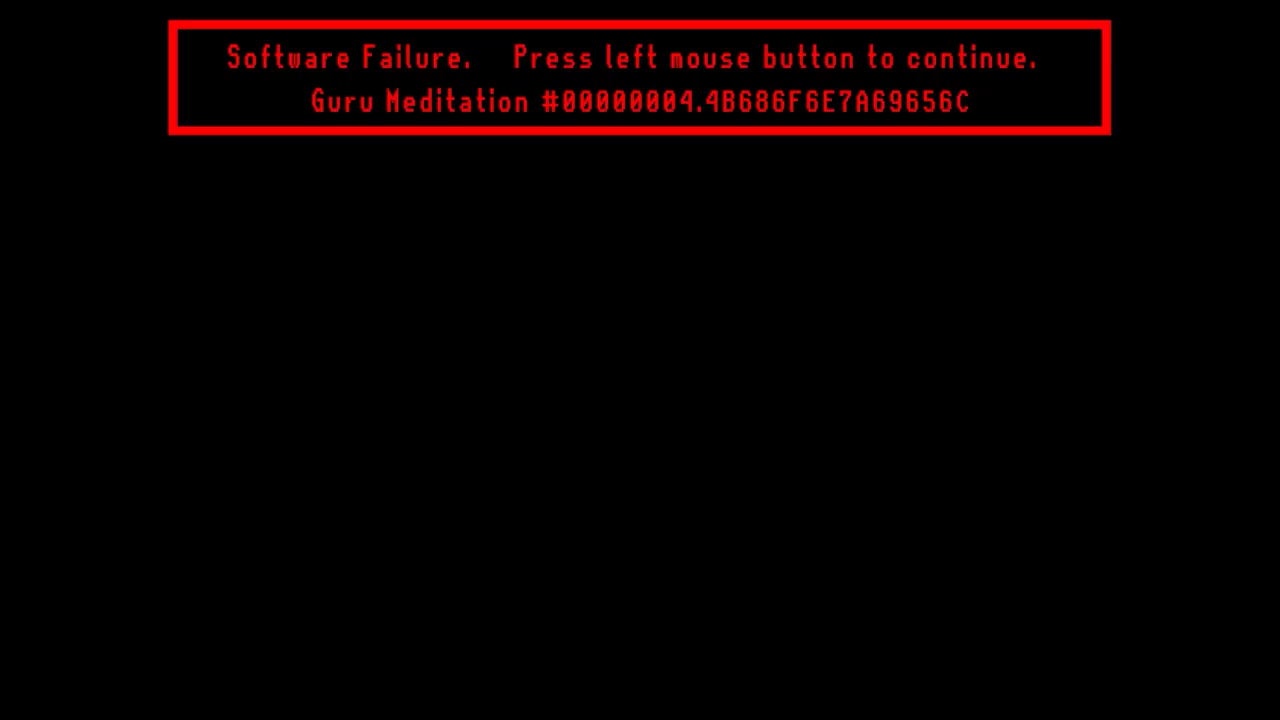 Software Failure.   Press left mouse button to continue.
Guru Meditation #00000004.4B686F6E7A69656C